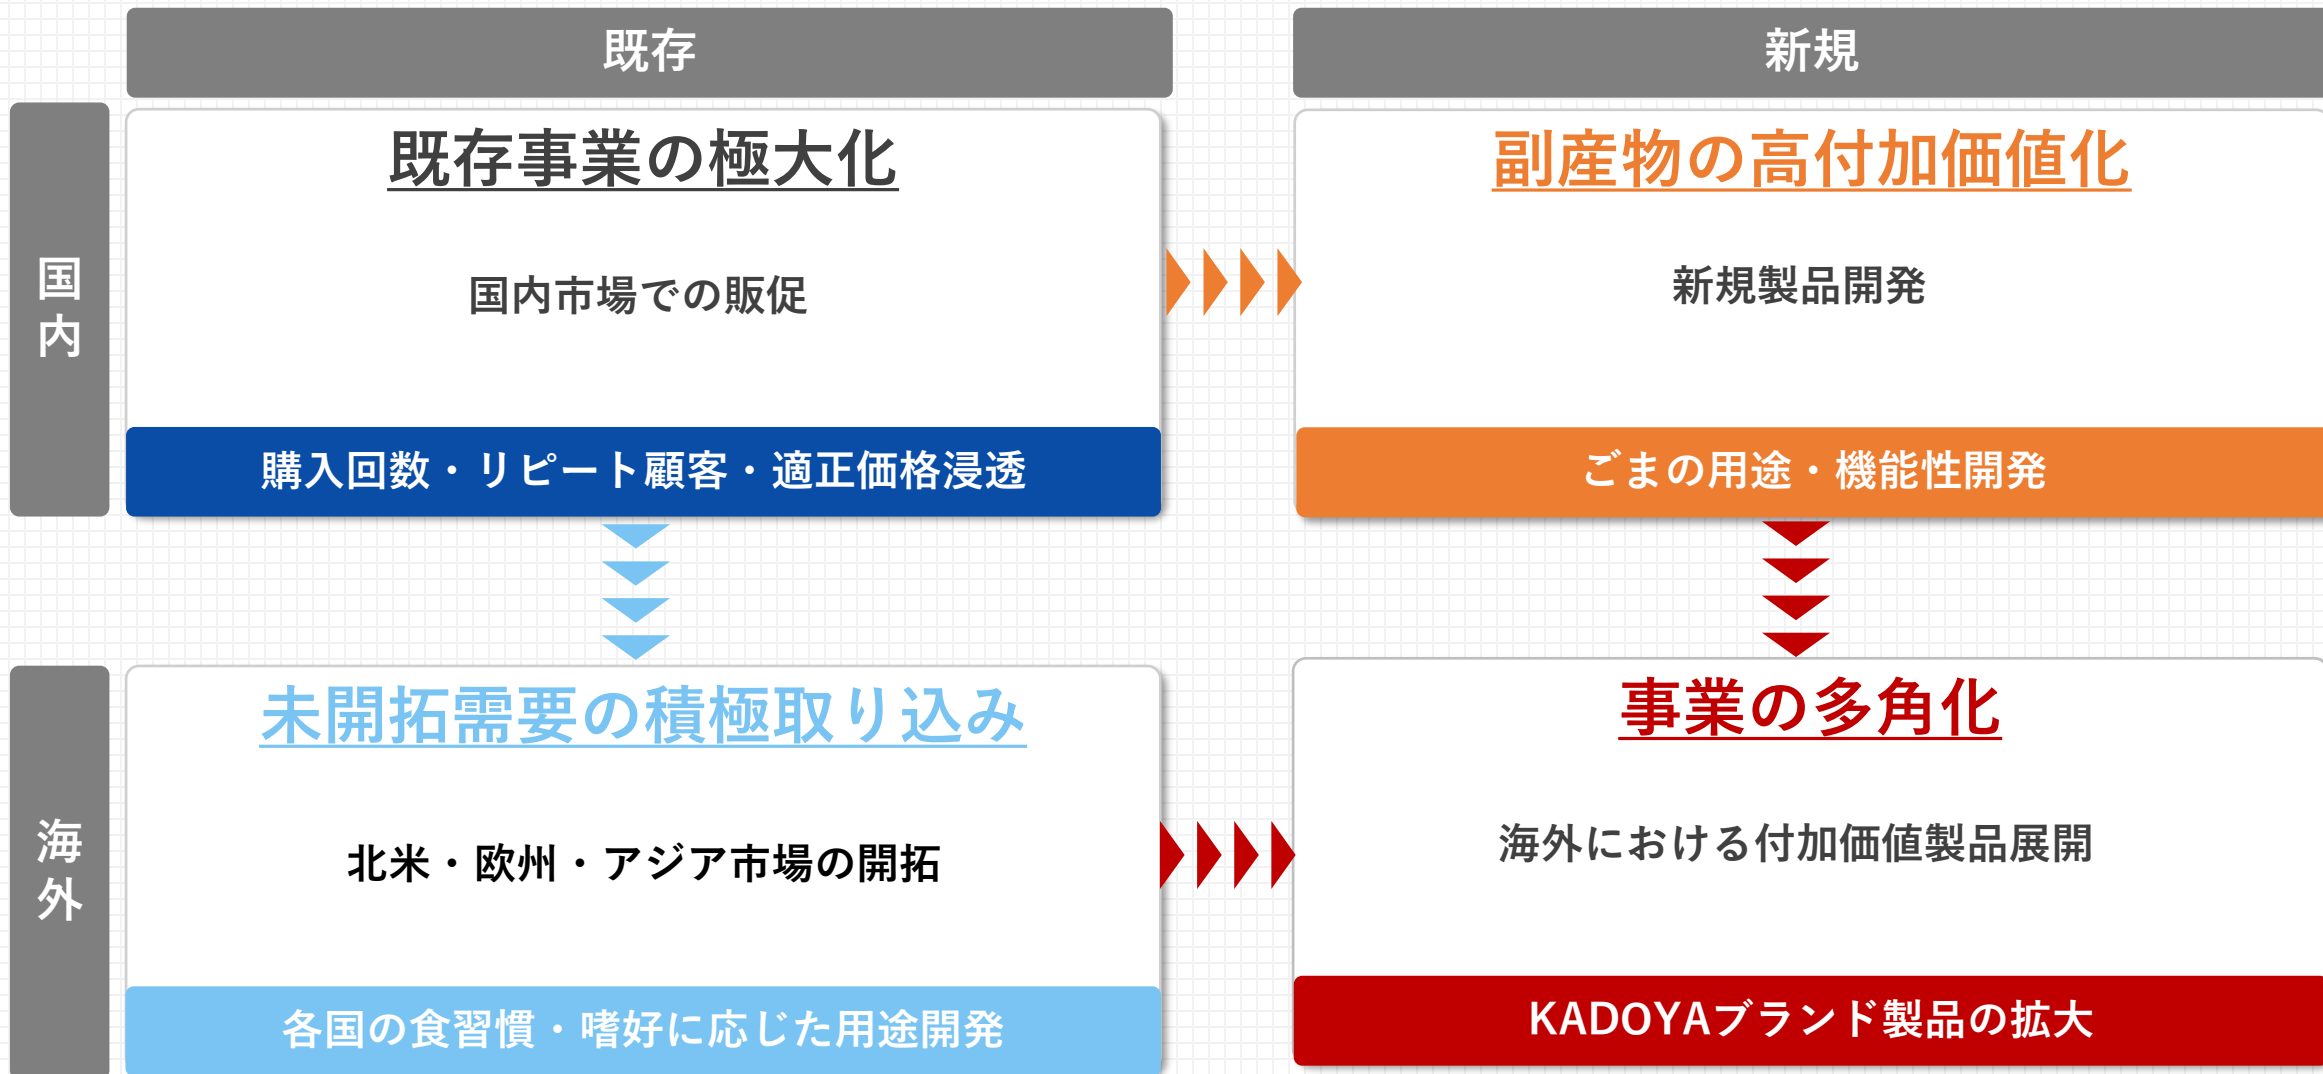 既存
新規
国内
既存事業の極大化
国内市場での販促
購入回数・リピート顧客・適正価格浸透
副産物の高付加価値化
新規製品開発
ごまの用途・機能性開発
海外
未開拓需要の積極取り込み
北米・欧州・アジア市場の開拓
各国の食習慣・嗜好に応じた用途開発
事業の多角化
海外における付加価値製品展開
KADOYAブランド製品の拡大